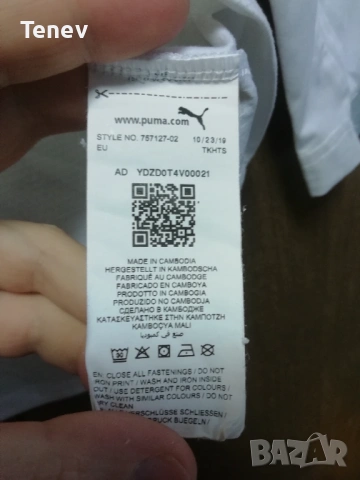 Tenev
www.puma.com
STYLE NO: 757127-02 10/23/19
EU TKHTS
AD YDZD0T4V00021
MADE IN CAMBODIA
HERGESTELLT IN KAMBODSCHA
FABRIQUÉ AU CAMBODGE
FABRICADO EN CAMBOYA
PRODOTTO IN CAMBOGIA
PRODUZIDO NO CAMBODJA
СДЕЛАНО В КАМБОДЖЕ
ΚΑΤΑΣΚΕΥΑΣΤΗΚΕ ΣΤΗΝ ΚΑΜΠΟΤΖΗ
KAMBOÇYA MALI
صنع في كمبوديا
EN: CLOSE ALL FASTENINGS / DO NOT
IRON PRINT / WASH AND IRON INSIDE
OUT / USE DETERGENT FOR COLOURS /
WASH WITH SIMILAR COLOURS / DO NOT
DRY CLEAN
SCHLIESSEN /
BUEGELN /
BAZAR